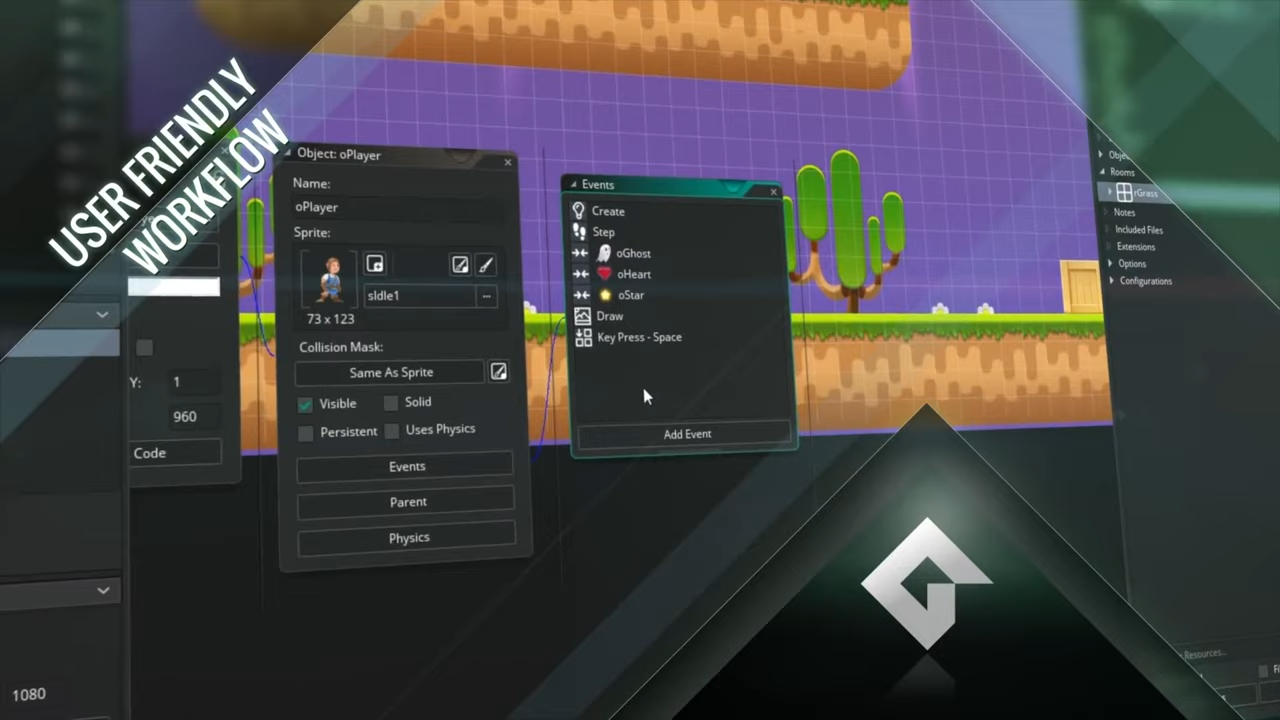 USER FRIENDLY
WORKFLOW
Object: oPlayer
Name:
oPlayer
Sprite:
sIdle1
...
73 x 123
Collision Mask:
Same As Sprite
Visible
Solid
Persistent
Uses Physics
Events
Parent
Physics
Events
Create
Step
oGhost
oHeart
oStar
Draw
Key Press - Space
Add Event
Y:
1
960
Code
1080
Rooms
rGrass
Notes
Included Files
Extensions
Options
Configurations
Resources...